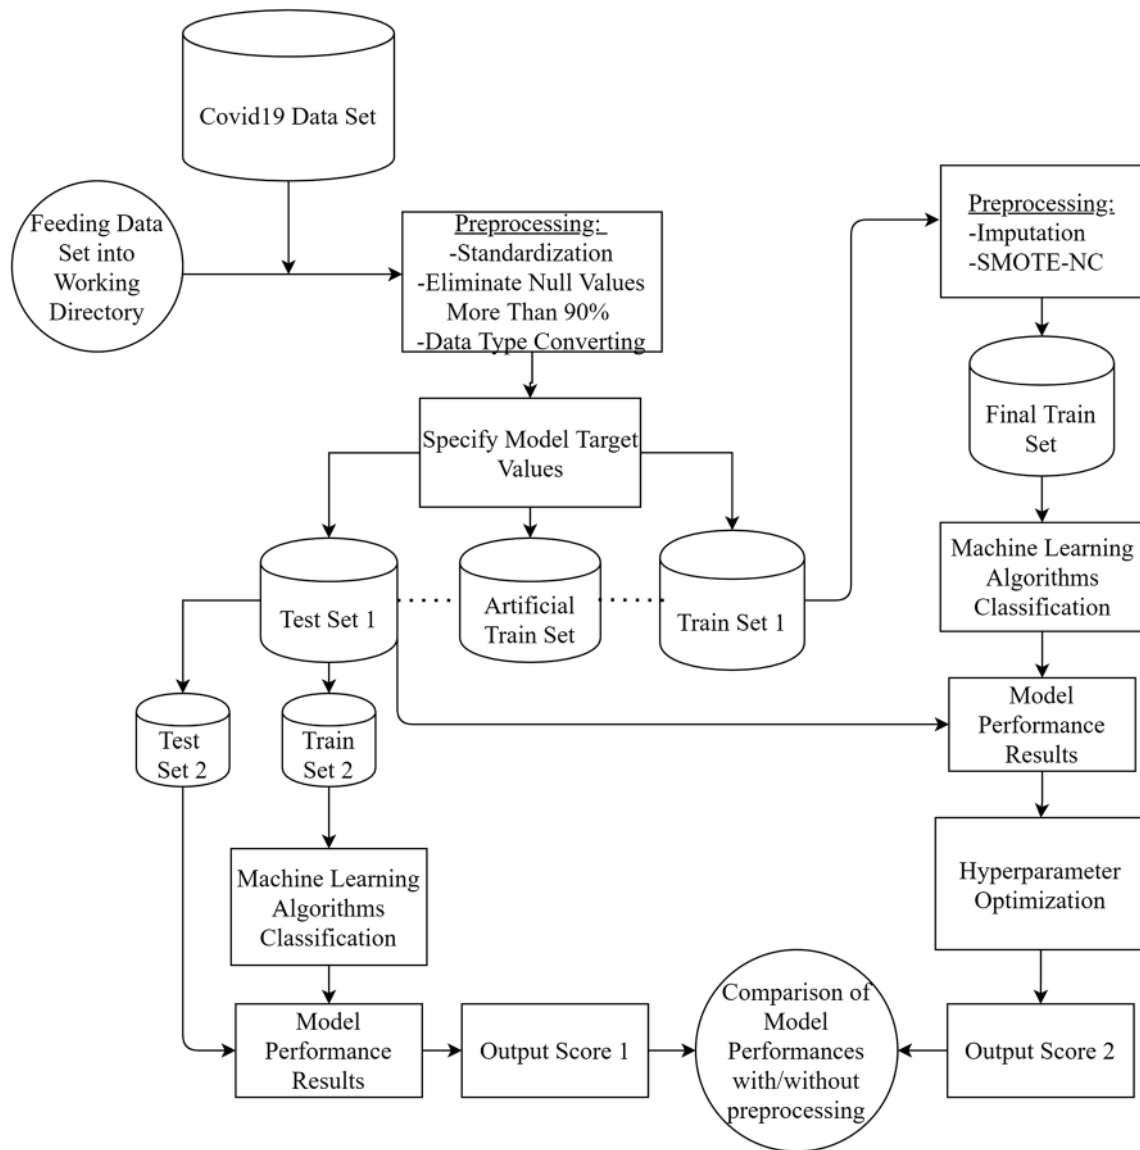 Covid19 Data Set
Feeding Data
Set into
Working
Directory
Preprocessing:
-Standardization
-Eliminate Null Values
More Than 90%
-Data Type Converting
Preprocessing:
-Imputation
-SMOTE-NC
Specify Model Target
Values
Final Train
Set
Test Set 1
Artificial
Train Set
Train Set 1
Machine Learning
Algorithms
Classification
Test
Set 2
Train
Set 2
Model
Performance
Results
Machine Learning
Algorithms
Classification
Hyperparameter
Optimization
Model
Performance
Results
Output Score 1
Comparison of
Model
Performances
with/without
preprocessing
Output Score 2